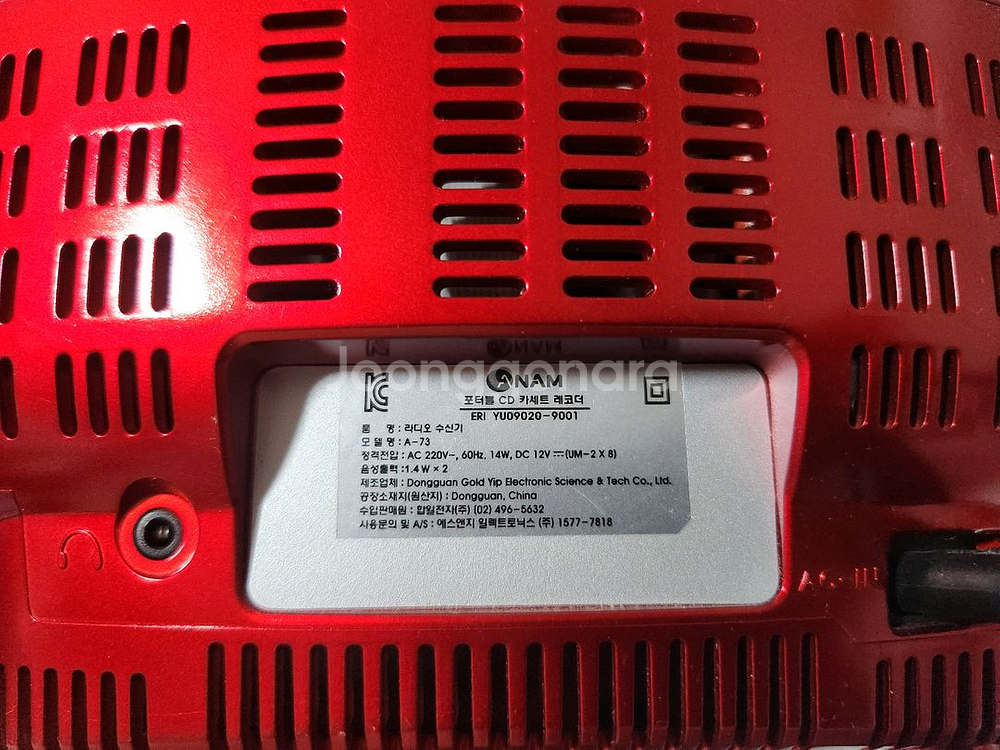 joonggonara
ANAM
포터블 CD 카세트 레코더
ERI YU09020-9001
품 명 : 라디오 수신기
모 델 명 : A-73
정격전압 : AC 220V~, 60Hz, 14W, DC 12V ⎓(UM-2 X 8)
음성출력 :1.4W × 2
제조업체 : Dongguan Gold Yip Electronic Science & Tech Co., Ltd.
공장소재지(원산지) : Dongguan, China
수입판매원 : 합일전자(주) (02) 496-5632
사용문의 및 A/S : 에스앤지 일렉트로닉스 (주) 1577-7818
AC-IN